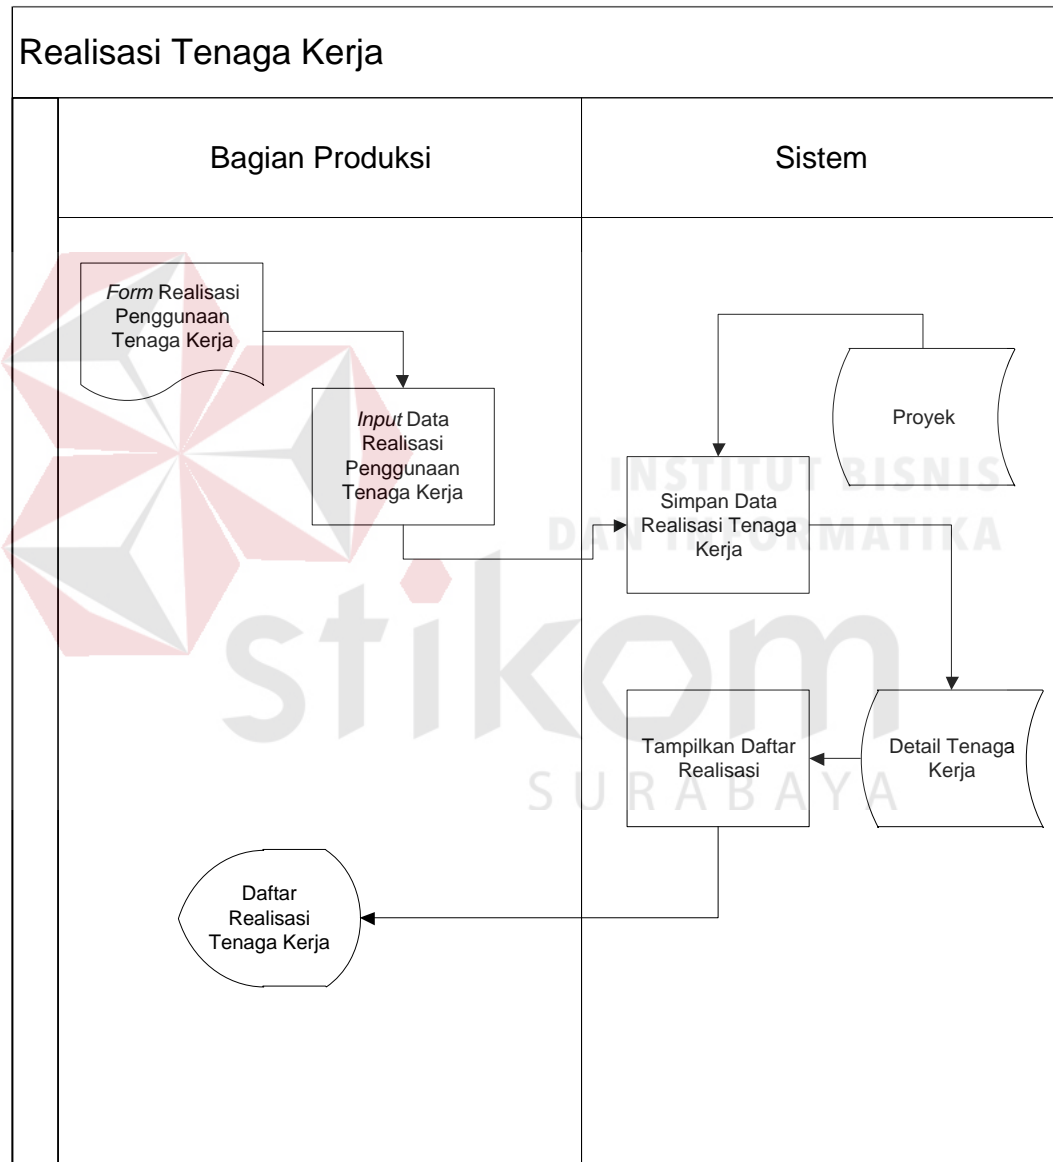 Realisasi Tenaga Kerja
Bagian Produksi
Sistem
Form Realisasi
Penggunaan
Tenaga Kerja
Input Data
Realisasi
Penggunaan
Tenaga Kerja
Proyek
Simpan Data
Realisasi Tenaga
Kerja
INSTITUT BISNIS
DAN INFORMATIKA
stikom
SURABAYA
Tampilkan Daftar
Realisasi
Detail Tenaga
Kerja
Daftar
Realisasi
Tenaga Kerja